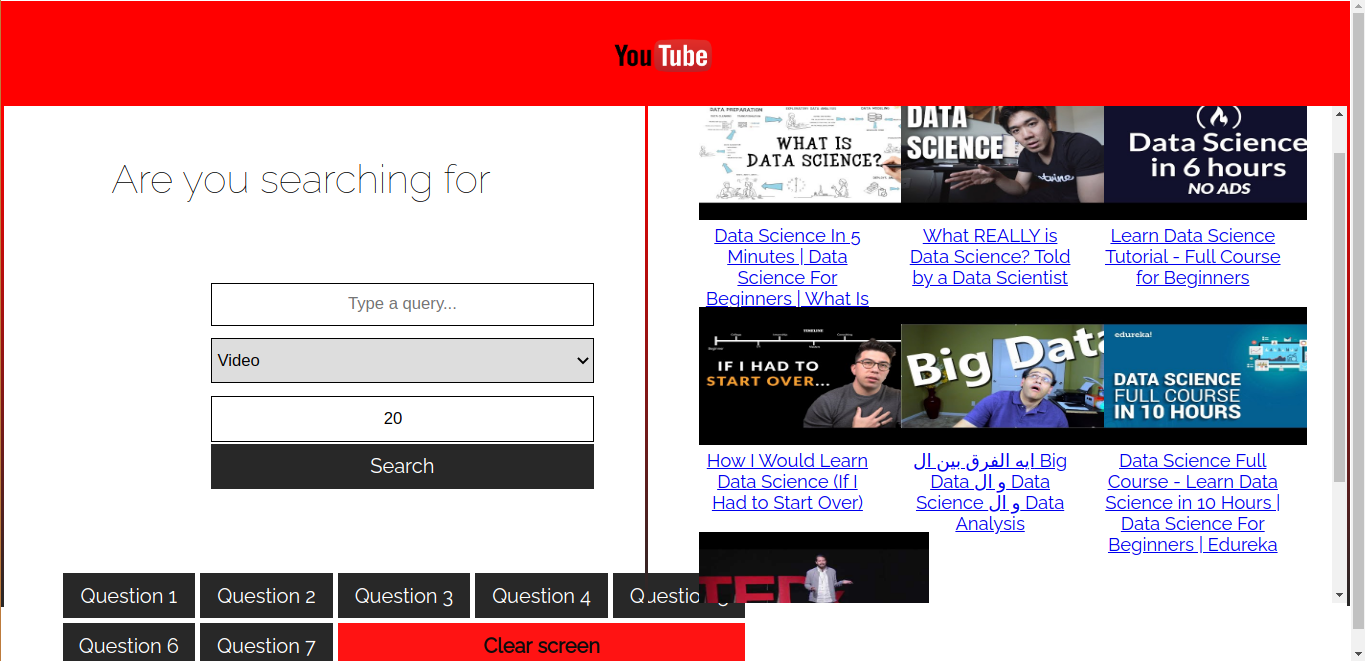 You Tube
Are you searching for
Type a query...
Video
20
Search
DATA PREPARATION
WHAT IS
DATA SCIENCE?
DATA
SCIENCE
Data Science
in 6 hours
NO ADS
Data Science In 5
Minutes | Data
Science For
Beginners | What Is
What REALLY is
Data Science? Told
by a Data Scientist
Learn Data Science
Tutorial - Full Course
for Beginners
TIMELINE
IF I HAD TO
START OVER...
Big Data
edureka!
DATA SCIENCE
FULL COURSE
IN 10 HOURS
How I Would Learn
Data Science (If I
Had to Start Over)
ايه الفرق بين ال Big
Data و ال Data
Science و ال Data
Analysis
Data Science Full
Course - Learn Data
Science in 10 Hours |
Data Science For
Beginners | Edureka
TEDx
Question 1
Question 2
Question 3
Question 4
Questio
Question 6
Question 7
Clear screen